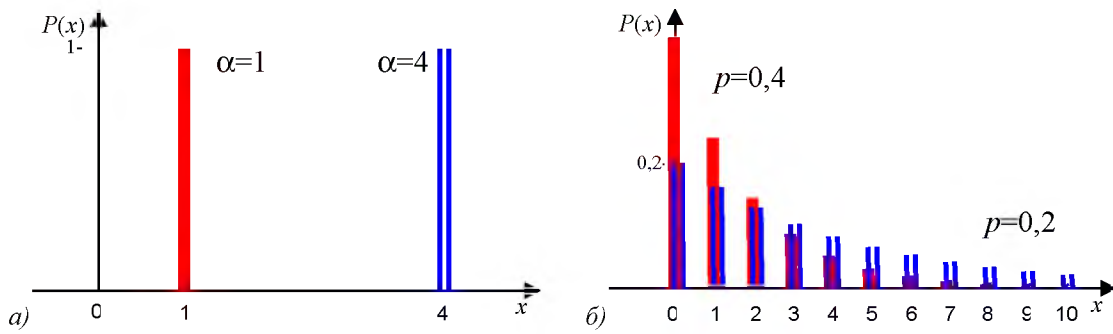 P(x)
1-
α=1
α=4
0
1
4
x
а)
P(x)
p=0,4
0,2-
p=0,2
0 1 2 3 4 5 6 7 8 9 10
x
б)